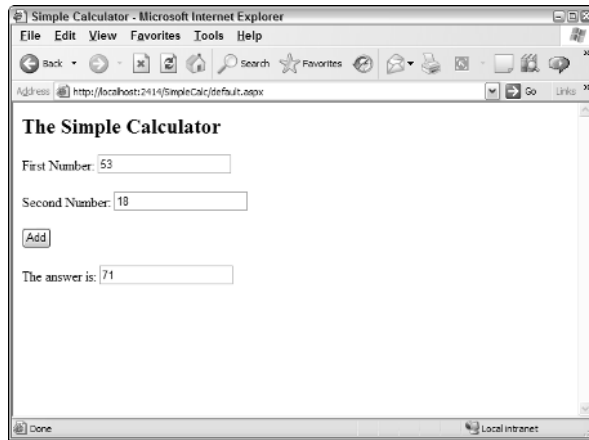 Simple Calculator - Microsoft Internet Explorer
File Edit View Favorites Tools Help
Back Search Favorites
Address http://localhost:2414/SimpleCalc/default.aspx Go Links »
The Simple Calculator
First Number: 53
Second Number: 18
Add
The answer is: 71
Done Local intranet